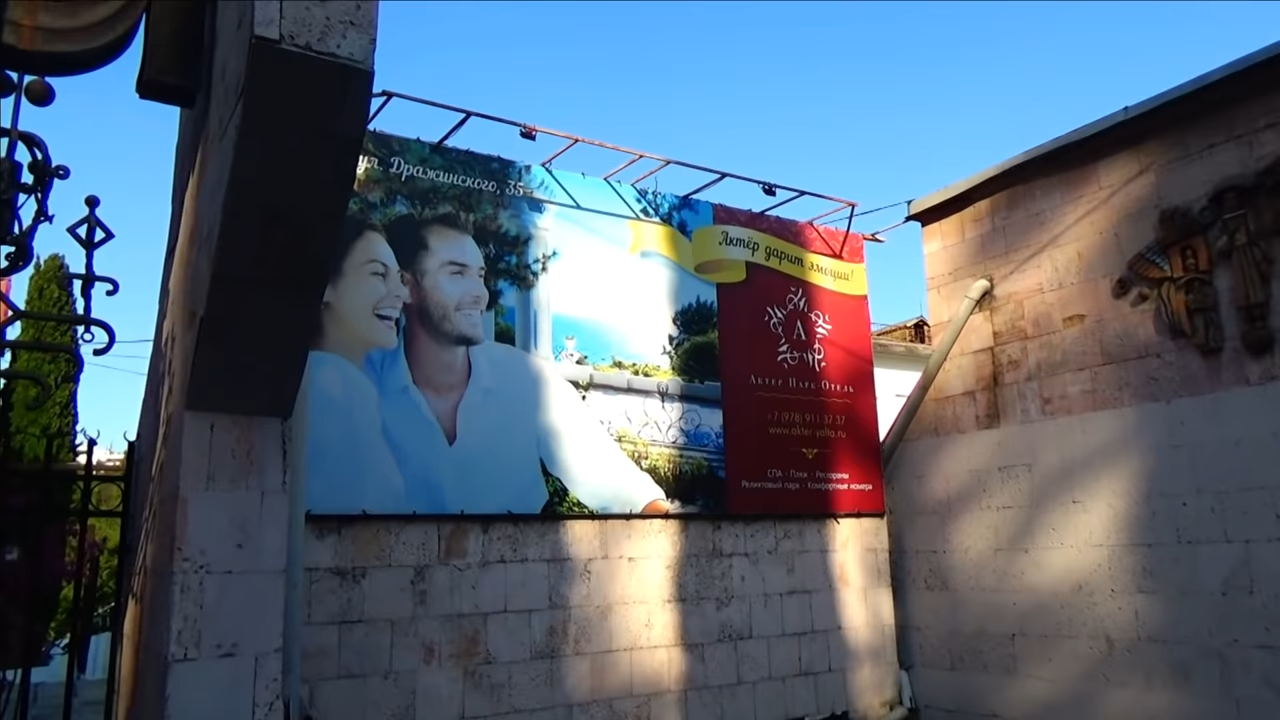 ул. Дражинского, 35
Актёр дарит эмоции!
А
Актер Парк-Отель
+7 (978) 911 37 37
www.akter-yalta.ru
СПА · Пляж · Рестораны
Реликтовый парк · Комфортные номера